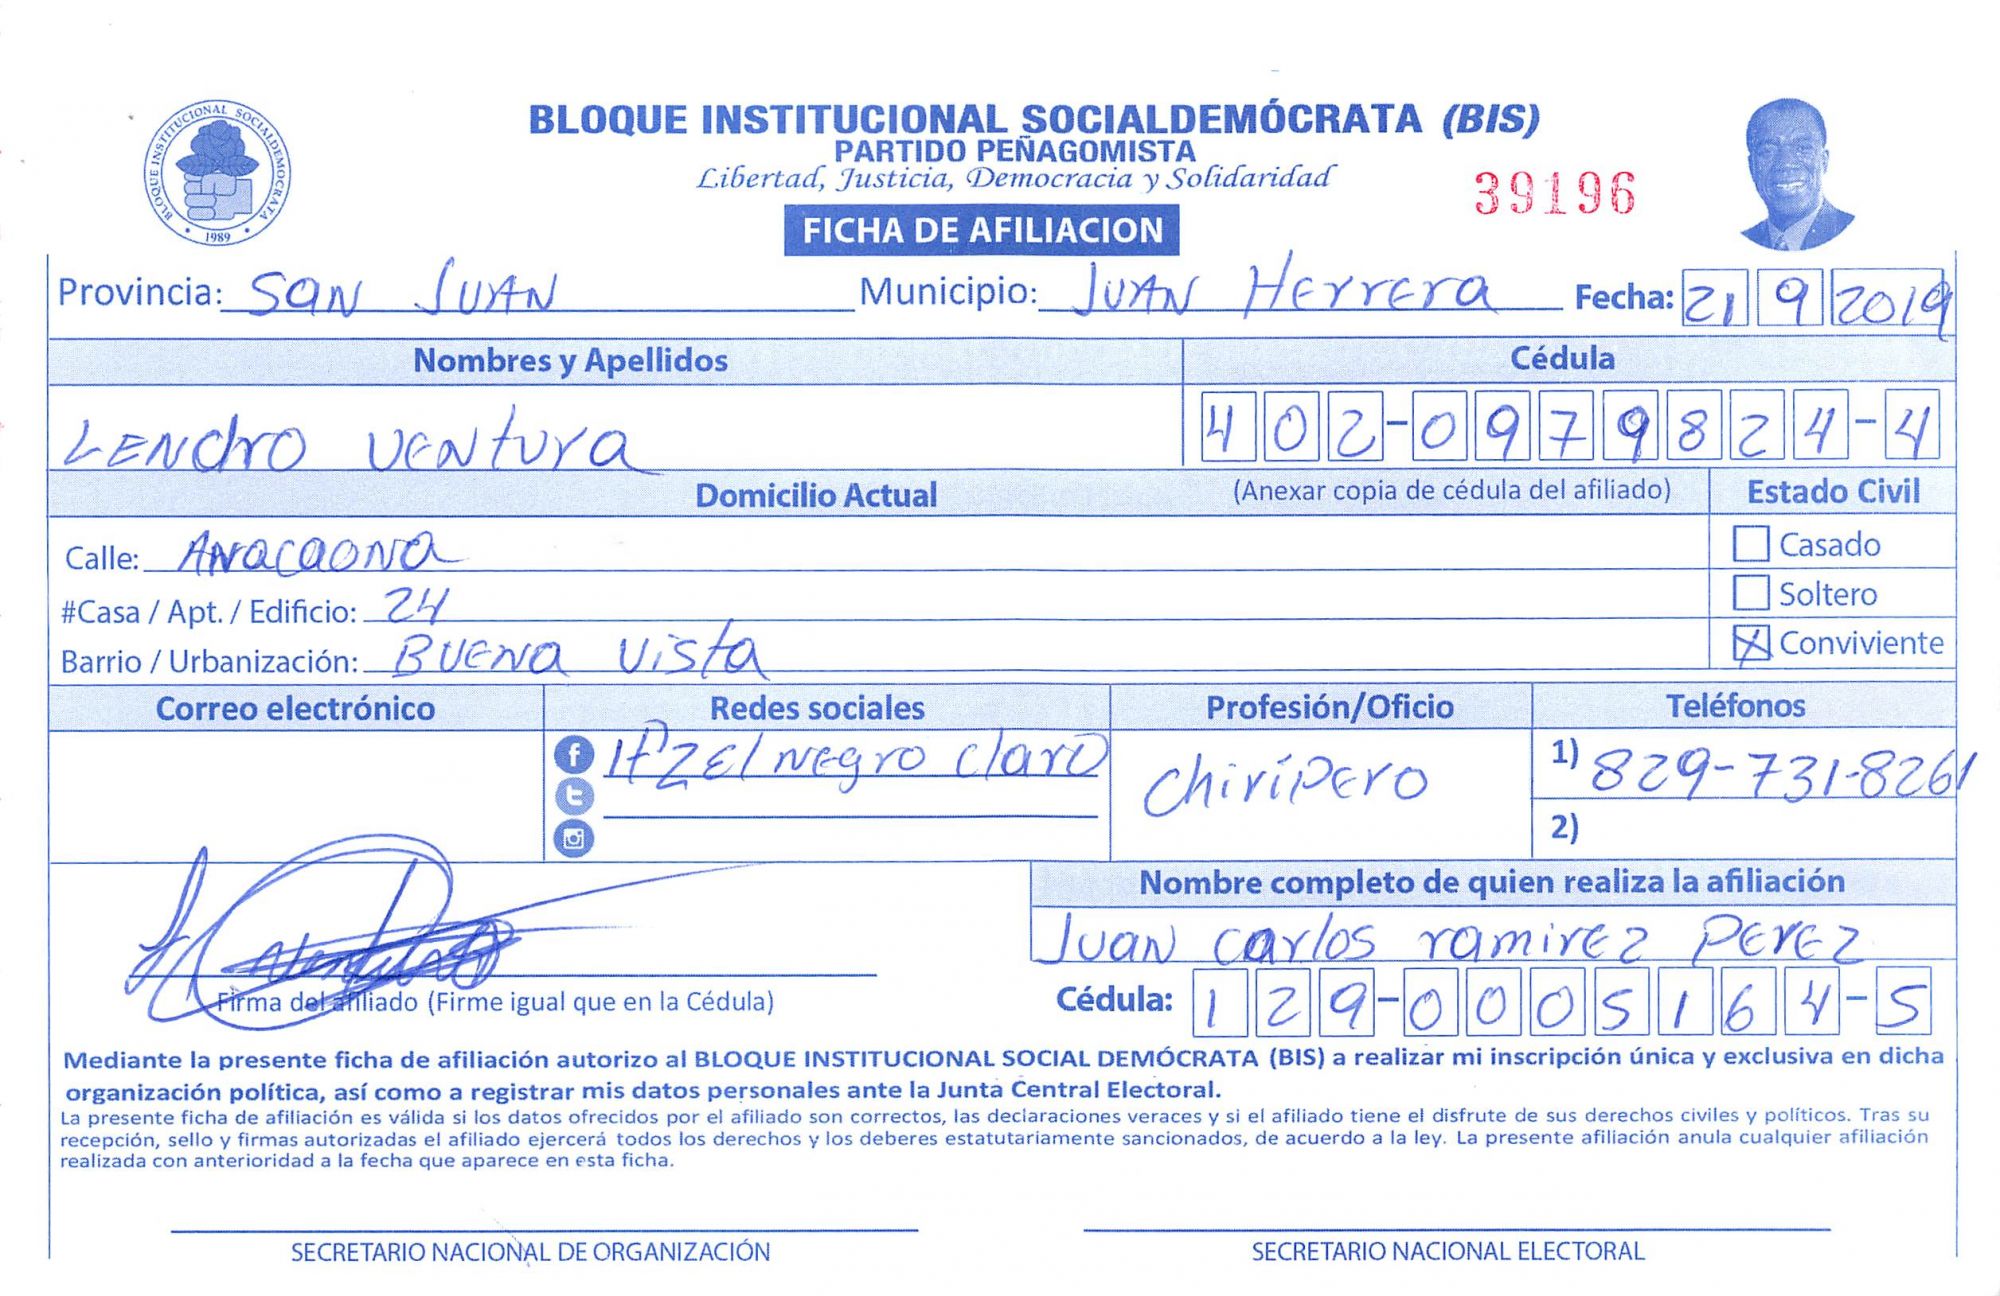 BLOQUE INSTITUCIONAL SOCIALDEMÓCRATA (BIS)
BLOQUE INSTITUCIONAL SOCIALDEMOCRATA
1989
PARTIDO PEÑAGOMISTA
Libertad, Justicia, Democracia y Solidaridad
39196
FICHA DE AFILIACION
Provincia: San Juan Municipio: Juan Herrera Fecha: 21 9 2019
Nombres y Apellidos Cédula
Lendro Ventura 402-0979824-4
Domicilio Actual (Anexar copia de cédula del afiliado) Estado Civil
Calle: Anacaona Casado
#Casa / Apt. / Edificio: 24 Soltero
Barrio / Urbanización: Buena Vista X Conviviente
Correo electrónico Redes sociales Profesión/Oficio Teléfonos
negro claro Chirípero 1) 829-731-8261
2)
Nombre completo de quien realiza la afiliación
Juan carlos ramirez Perez
Firma del afiliado (Firme igual que en la Cédula) Cédula: 129-0005164-5
Mediante la presente ficha de afiliación autorizo al BLOQUE INSTITUCIONAL SOCIAL DEMÓCRATA (BIS) a realizar mi inscripción única y exclusiva en dicha
organización política, así como a registrar mis datos personales ante la Junta Central Electoral.
La presente ficha de afiliación es válida si los datos ofrecidos por el afiliado son correctos, las declaraciones veraces y si el afiliado tiene el disfrute de sus derechos civiles y políticos. Tras su
recepción, sello y firmas autorizadas el afiliado ejercerá todos los derechos y los deberes estatutariamente sancionados, de acuerdo a la ley. La presente afiliación anula cualquier afiliación
realizada con anterioridad a la fecha que aparece en esta ficha.
SECRETARIO NACIONAL DE ORGANIZACIÓN SECRETARIO NACIONAL ELECTORAL